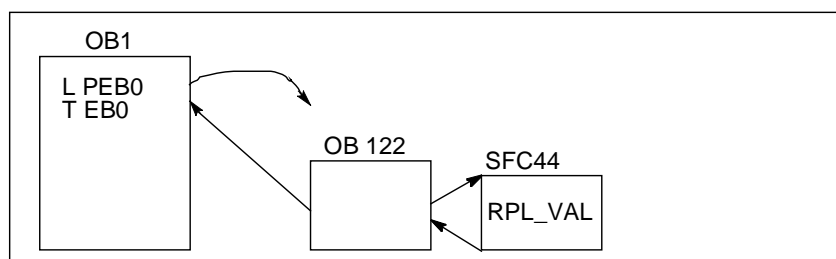 OB1
L PEB0
T EB0
OB 122
SFC44
RPL_VAL